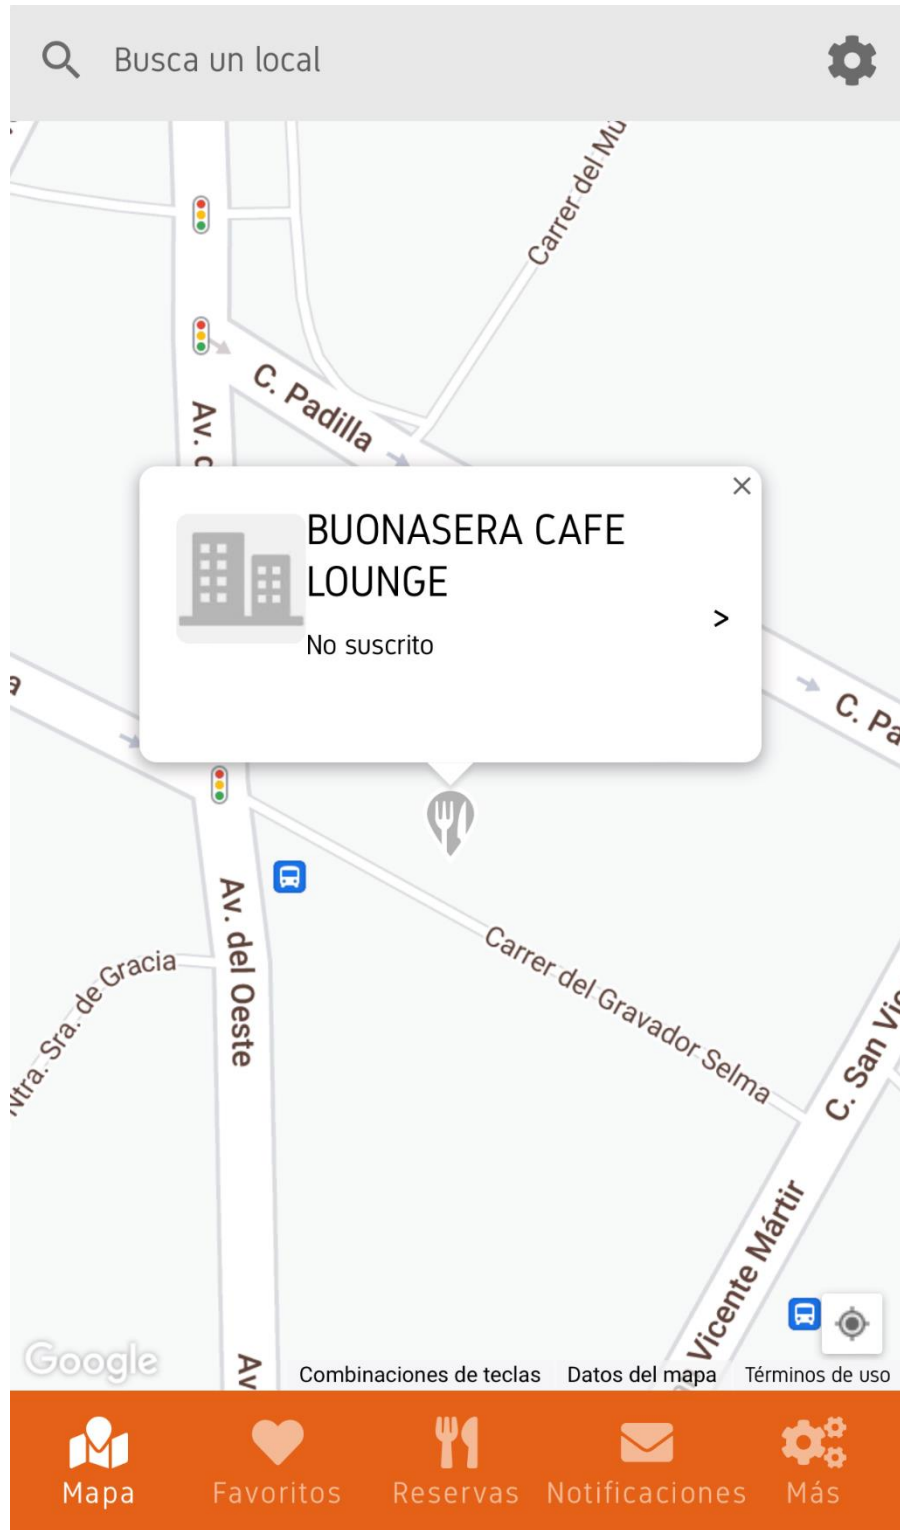 Busca un local
Carrer del Mú
C. Padilla
Av. d
BUONASERA CAFE
LOUNGE
No suscrito
>
a
C. Pa
Av. del Oeste
Carrer del Gravador Selma
Ntra. Sra. de Gracia
C. San Vic
Vicente Mártir
Av
Google
Combinaciones de teclas
Datos del mapa
Términos de uso
Mapa
Favoritos
Reservas
Notificaciones
Más